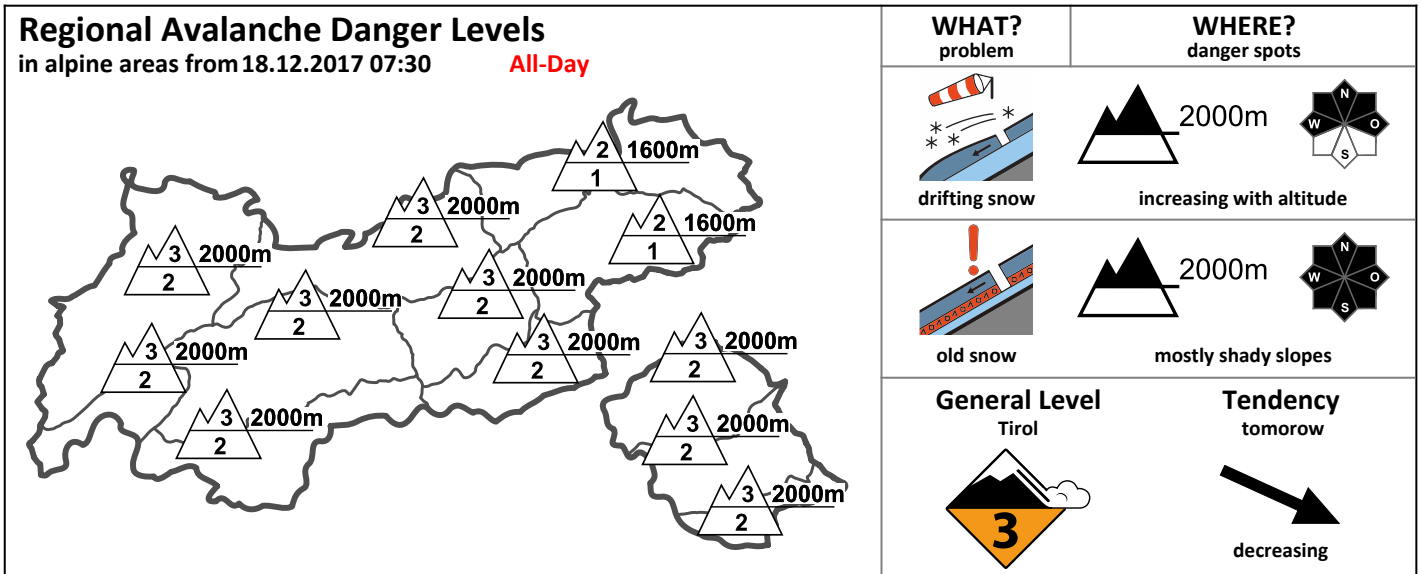 Regional Avalanche Danger Levels
in alpine areas from 18.12.2017 07:30 All-Day
2 1600m
1
3 2000m
2
2 1600m
1
3 2000m
2
3 2000m
2
3 2000m
2
3 2000m
2
3 2000m
2
3 2000m
2
3 2000m
2
3 2000m
2
3 2000m
2
WHAT?
problem
WHERE?
danger spots
2000m
N
W O
S
drifting snow
increasing with altitude
2000m
N
W O
S
old snow
mostly shady slopes
General Level
Tirol
3
Tendency
tomorow
decreasing